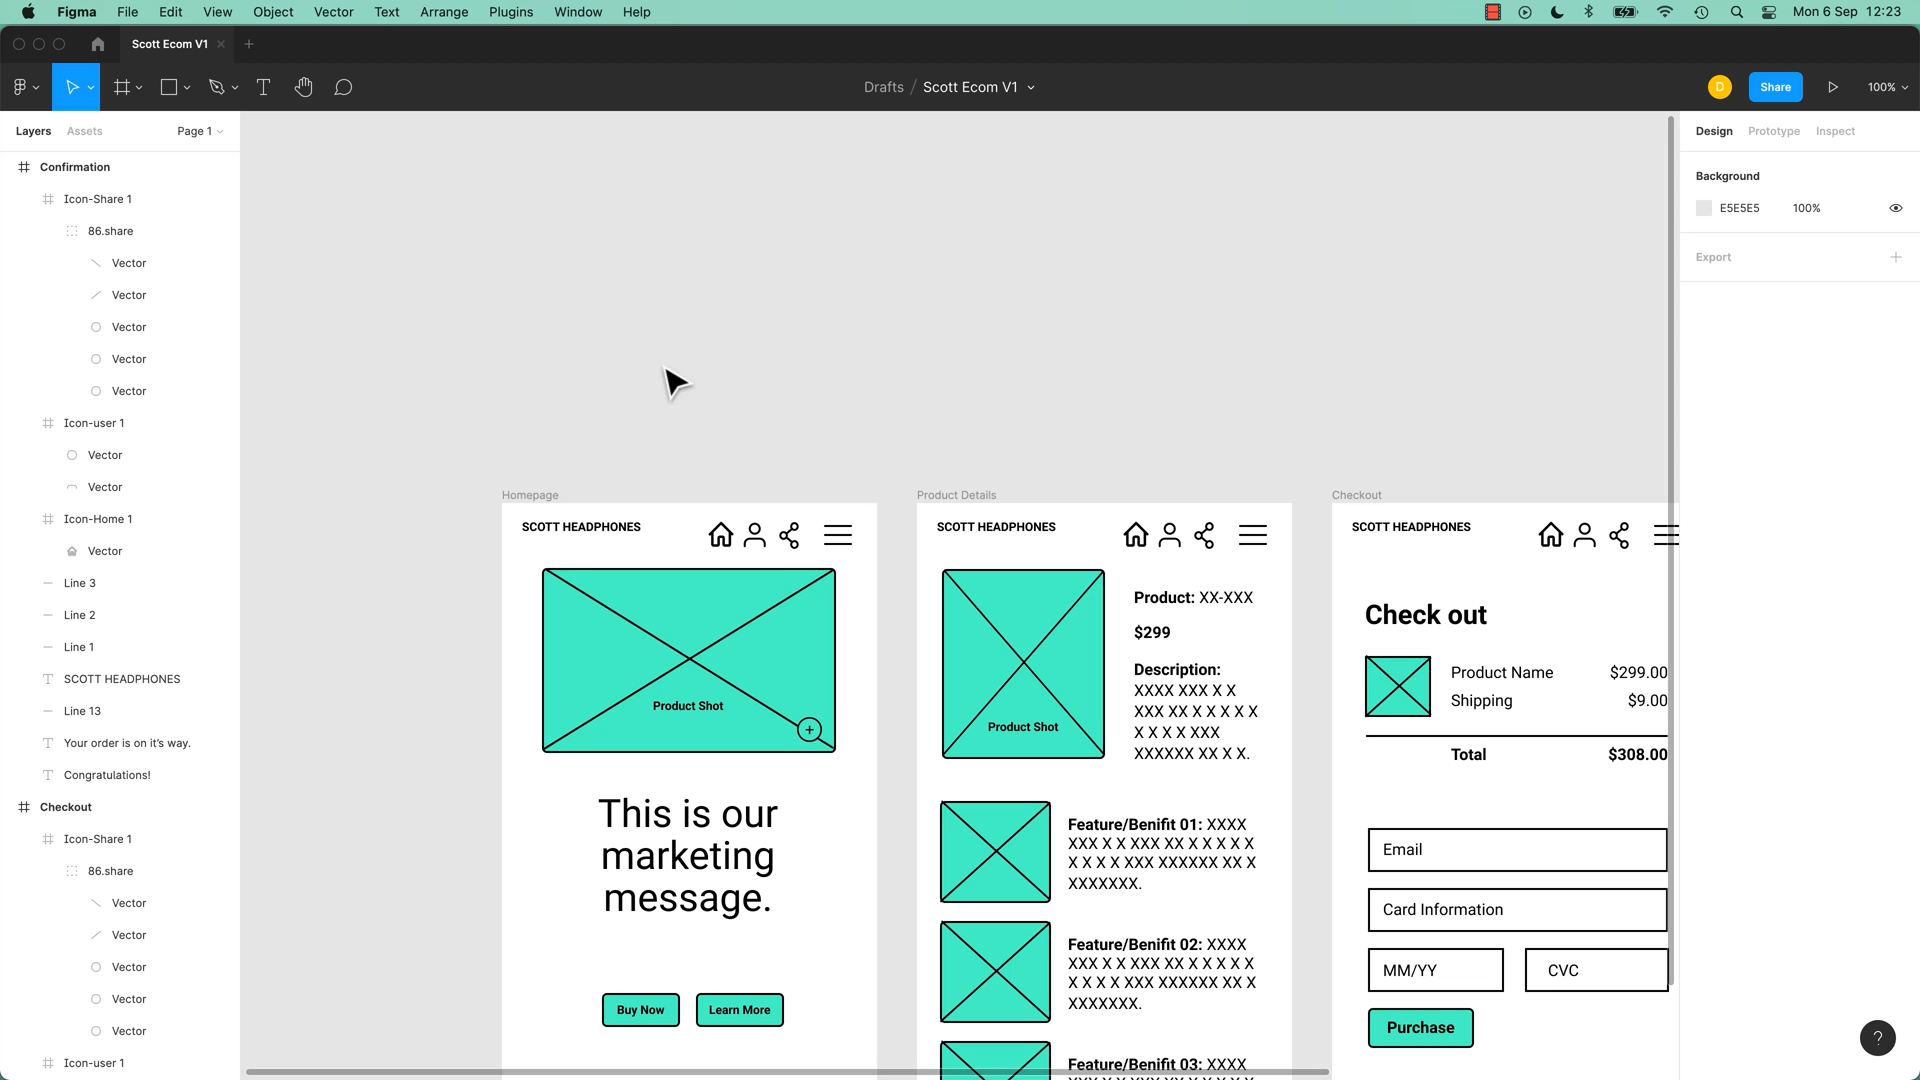 Figma File Edit View Object Vector Text Arrange Plugins Window Help Mon 6 Sep 12:23
Scott Ecom V1
Drafts / Scott Ecom V1
D Share 100%
Layers Assets Page 1
Confirmation
Icon-Share 1
86.share
Vector
Vector
Vector
Vector
Vector
Icon-user 1
Vector
Vector
Icon-Home 1
Vector
Line 3
Line 2
Line 1
SCOTT HEADPHONES
Line 13
Your order is on it's way.
Congratulations!
Checkout
Icon-Share 1
86.share
Vector
Vector
Vector
Vector
Vector
Icon-user 1
Homepage
SCOTT HEADPHONES
Product Shot
+
This is our
marketing
message.
Buy Now
Learn More
Product Details
SCOTT HEADPHONES
Product Shot
Product: XX-XXX
$299
Description:
XXXX XXX X X
XXX XX X X X X X
X X X X XXX
XXXXXX XX X X.
Feature/Benifit 01: XXXX
XXX X X XXX XX X X X X X
X X X X XXX XXXXXX XX X
XXXXXXX.
Feature/Benifit 02: XXXX
XXX X X XXX XX X X X X X
X X X X XXX XXXXXX XX X
XXXXXXX.
Feature/Benifit 03: XXXX
Checkout
SCOTT HEADPHONES
Check out
Product Name $299.00
Shipping $9.00
Total $308.00
Email
Card Information
MM/YY
CVC
Purchase
Design Prototype Inspect
Background
E5E5E5 100%
Export
?